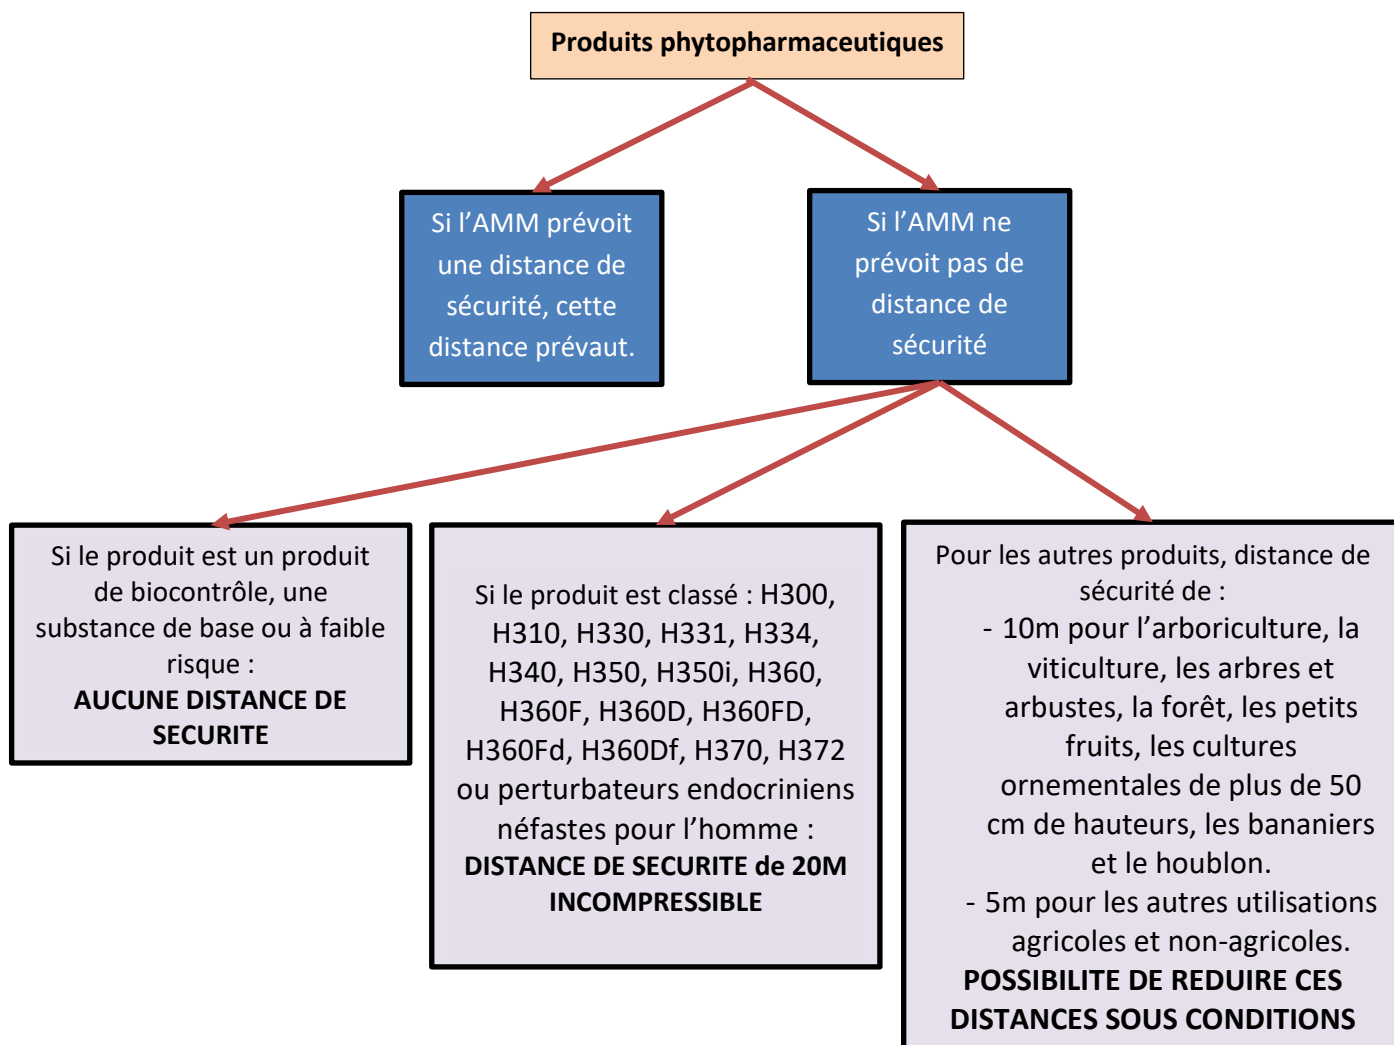 Produits phytopharmaceutiques
Si l’AMM prévoit
une distance de
sécurité, cette
distance prévaut.
Si l’AMM ne
prévoit pas de
distance de
sécurité
Si le produit est un produit
de biocontrôle, une
substance de base ou à faible
risque :
AUCUNE DISTANCE DE
SECURITE
Si le produit est classé : H300,
H310, H330, H331, H334,
H340, H350, H350i, H360,
H360F, H360D, H360FD,
H360Fd, H360Df, H370, H372
ou perturbateurs endocriniens
néfastes pour l’homme :
DISTANCE DE SECURITE de 20M
INCOMPRESSIBLE
Pour les autres produits, distance de
sécurité de :
- 10m pour l’arboriculture, la
viticulture, les arbres et
arbustes, la forêt, les petits
fruits, les cultures
ornementales de plus de 50
cm de hauteurs, les bananiers
et le houblon.
- 5m pour les autres utilisations
agricoles et non-agricoles.
POSSIBILITE DE REDUIRE CES
DISTANCES SOUS CONDITIONS